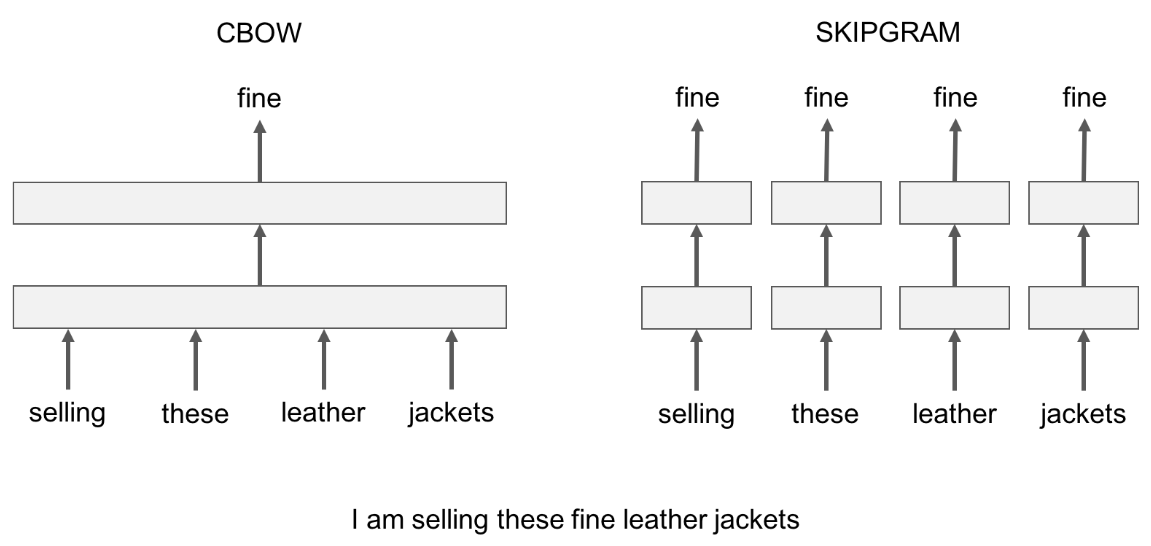 CBOW
SKIPGRAM
fine
fine
fine
fine
fine
selling
these
leather
jackets
selling
these
leather
jackets
I am selling these fine leather jackets